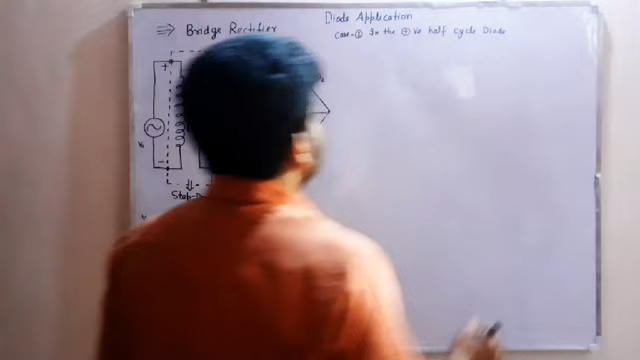 Diode Application
⇒ Bridge Rectifier
Case-① In the ⊕ve half cycle Diode
+
-
Step-